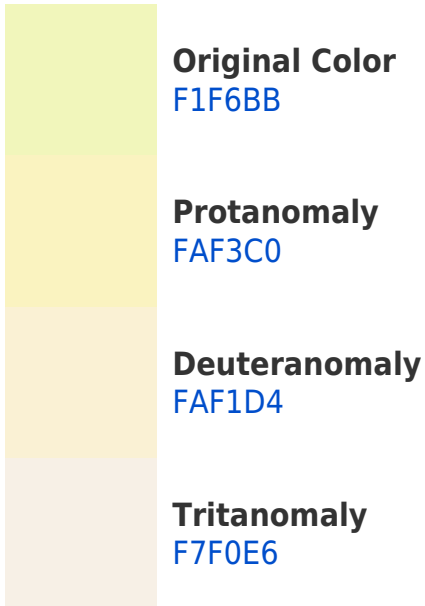 Original Color
F1F6BB
Protanomaly
FAF3C0
Deuteranomaly
FAF1D4
Tritanomaly
F7F0E6